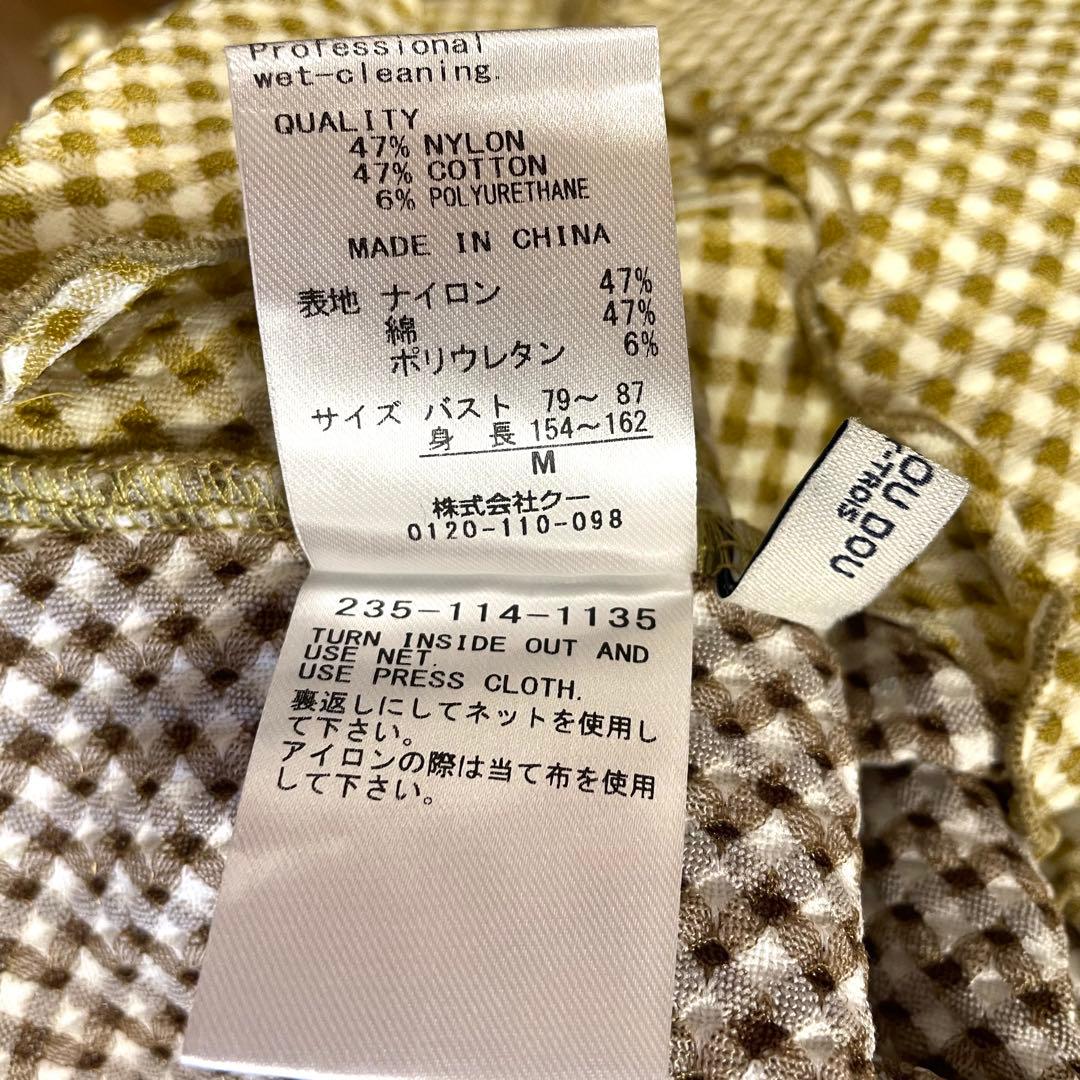 Professional
wet-cleaning.
QUALITY
47% NYLON
47% COTTON
6% POLYURETHANE
MADE IN CHINA
表地 ナイロン 47%
綿 47%
ポリウレタン 6%
サイズ バスト 79～ 87
身 長 154～162
M
株式会社クー
0120-110-098
235-114-1135
TURN INSIDE OUT AND
USE NET.
USE PRESS CLOTH.
裏返しにしてネットを使用し
て下さい。
アイロンの際は当て布を使用
して下さい。
OU DOU
-TROIS